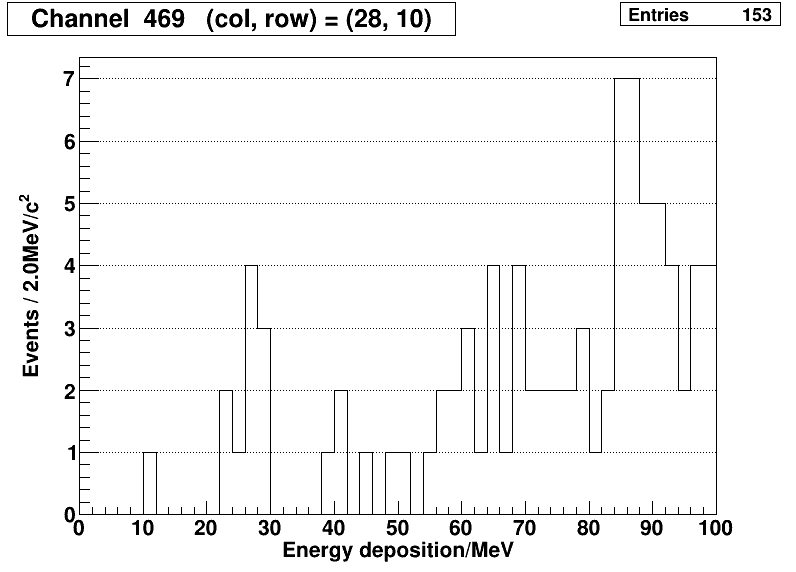 Channel 469 (col, row) = (28, 10)
Entries 153
7
6
5
4
3
2
1
0
Events / 2.0MeV/c²
0 10 20 30 40 50 60 70 80 90 100
Energy deposition/MeV